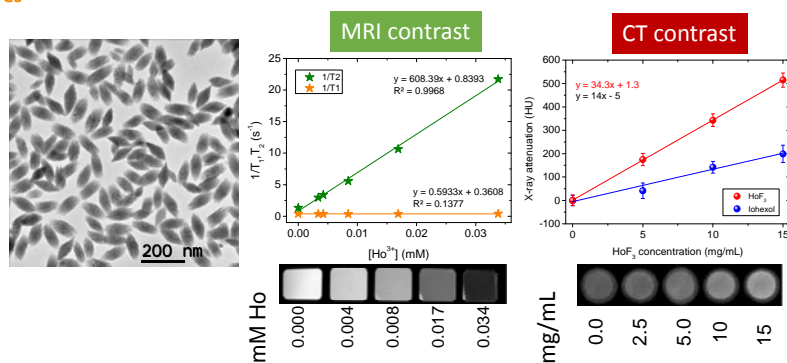 MRI contrast
CT contrast
200 nm
1/T2
1/T1
y = 608.39x + 0.8393
R² = 0.9968
y = 0.5933x + 0.3608
R² = 0.1377
1/T₁, T₂ (s⁻¹)
25
20
15
10
5
0
0.00
0.01
0.02
0.03
[Ho³⁺] (mM)
mM Ho
0.000
0.004
0.008
0.017
0.034
y = 34.3x + 1.3
y = 14x - 5
X-ray attenuation (HU)
600
500
400
300
200
100
0
-100
HoF₃
Iohexol
0
5
10
15
HoF₃ concentration (mg/mL)
mg/mL
0.0
2.5
5.0
10
15